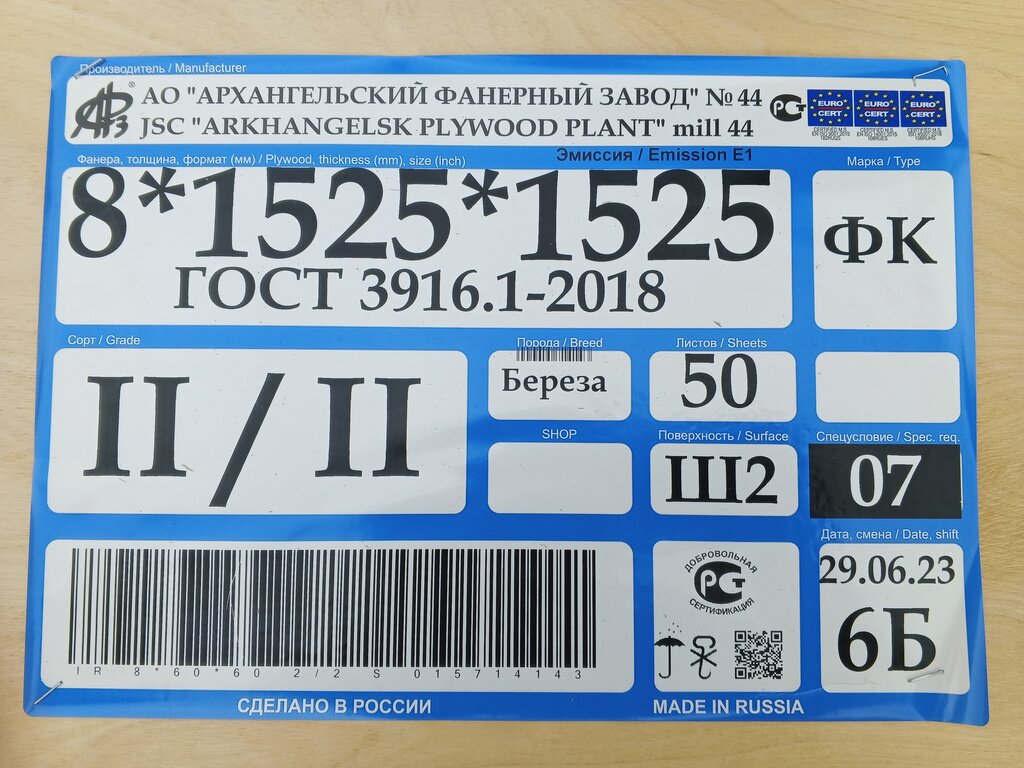 Производитель / Manufacturer
АФЗ ®
АО "АРХАНГЕЛЬСКИЙ ФАНЕРНЫЙ ЗАВОД" № 44
JSC "ARKHANGELSK PLYWOOD PLANT" mill 44
РСТ
EURO CERT EURO CERT EURO CERT
Фанера, толщина, формат (мм) / Plywood, thickness (mm), size (inch)
Эмиссия / Emission E1
Марка / Type
8*1525*1525
ГОСТ 3916.1-2018
ФК
Сорт / Grade
Порода / Breed
Листов / Sheets
II / II
Береза
50
SHOP
Поверхность / Surface
Спецусловие / Spec. req.
Ш2
07
Дата, смена / Date, shift
29.06.23
6Б
ДОБРОВОЛЬНАЯ
РСТ
СЕРТИФИКАЦИЯ
IR 8*60*60 2/2 S 015714143
СДЕЛАНО В РОССИИ
MADE IN RUSSIA